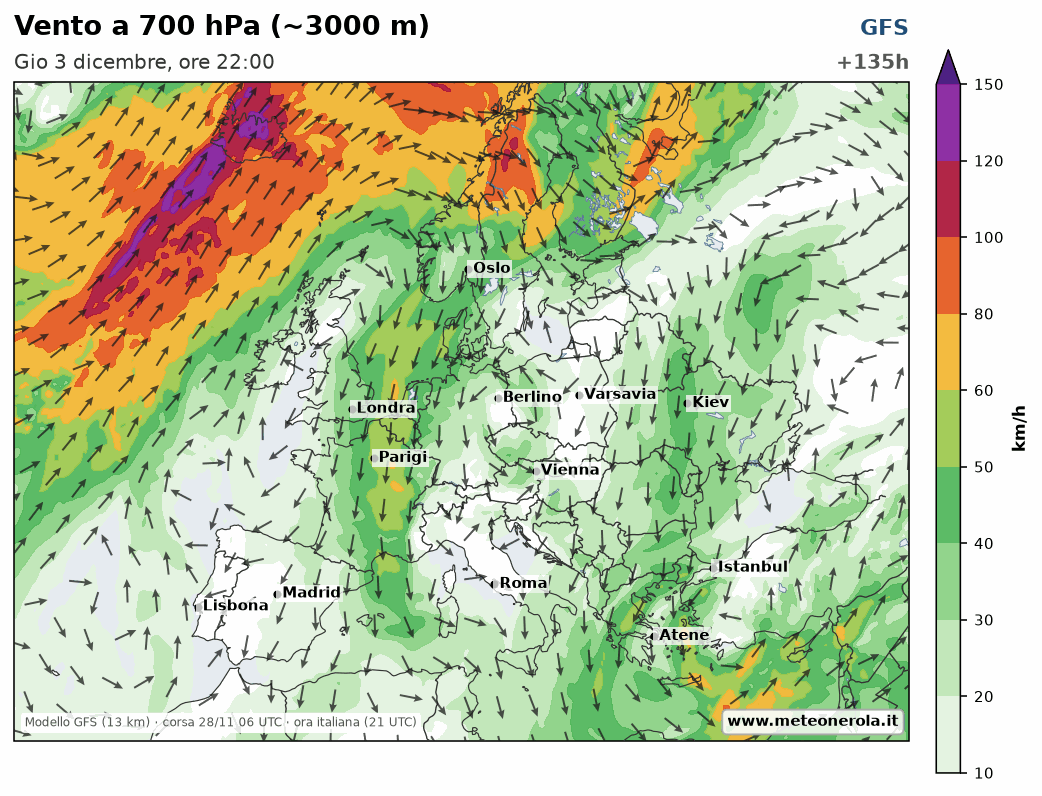 Vento a 700 hPa (~3000 m)
GFS
Gio 3 dicembre, ore 22:00
+135h
150
120
100
80
60
50
40
30
20
10
km/h
Oslo
Londra
Berlino
Varsavia
Kiev
Parigi
Vienna
Lisbona
Madrid
Roma
Istanbul
Atene
Modello GFS (13 km) · corsa 28/11 06 UTC · ora italiana (21 UTC)
www.meteonerola.it